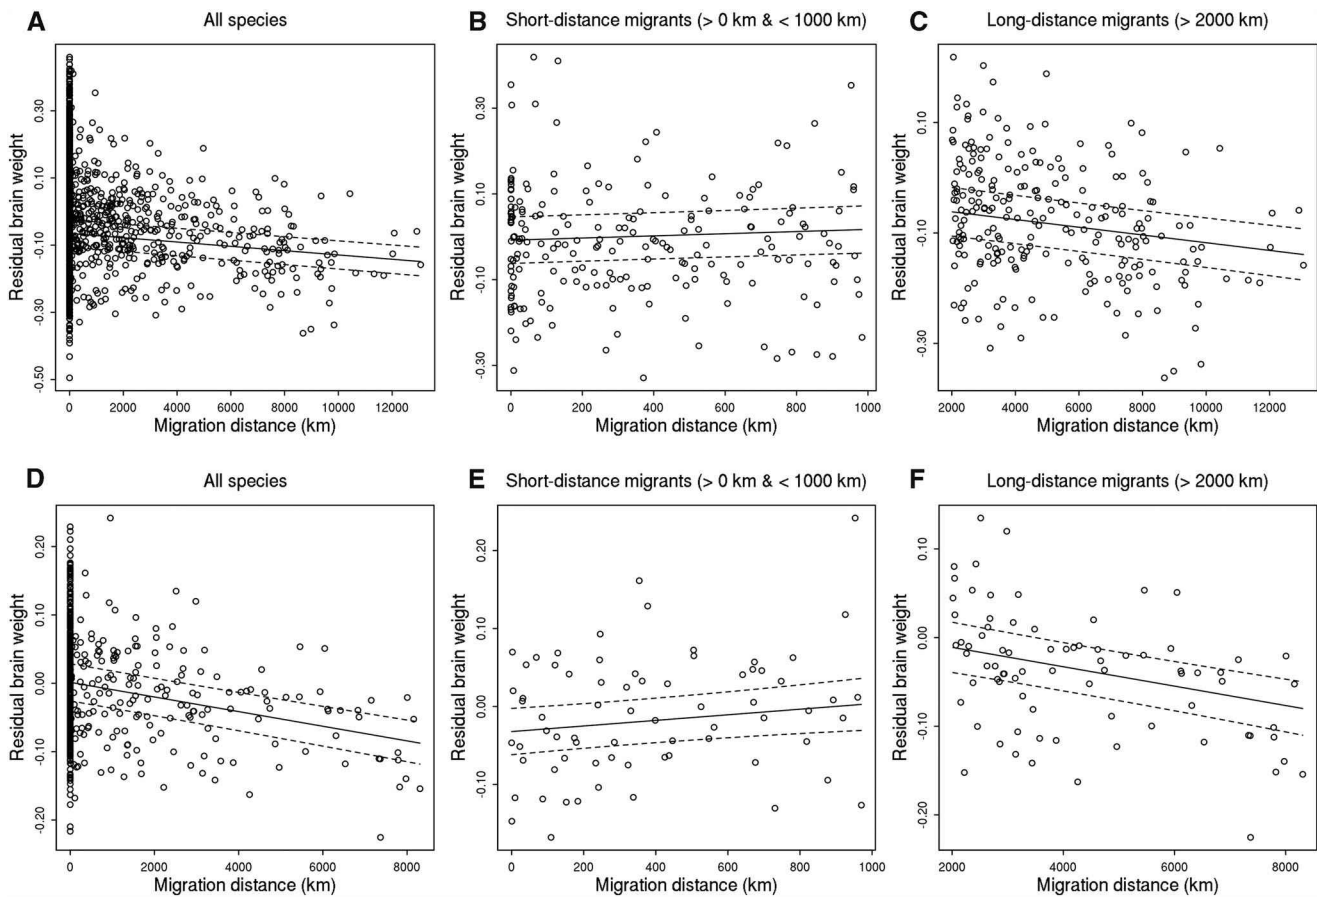 A All species
B Short-distance migrants (> 0 km & < 1000 km)
C Long-distance migrants (> 2000 km)
Residual brain weight
0.30
0.10
-0.10
-0.30
-0.50
0 2000 4000 6000 8000 10000 12000
Migration distance (km)
Residual brain weight
0.30
0.10
-0.10
-0.30
0 200 400 600 800 1000
Migration distance (km)
Residual brain weight
0.10
-0.10
-0.30
2000 4000 6000 8000 10000 12000
Migration distance (km)
D All species
E Short-distance migrants (> 0 km & < 1000 km)
F Long-distance migrants (> 2000 km)
Residual brain weight
0.20
0.10
0.00
-0.10
-0.20
0 2000 4000 6000 8000
Migration distance (km)
Residual brain weight
0.20
0.10
0.00
-0.10
0 200 400 600 800 1000
Migration distance (km)
Residual brain weight
0.10
0.00
-0.10
-0.20
2000 4000 6000 8000
Migration distance (km)